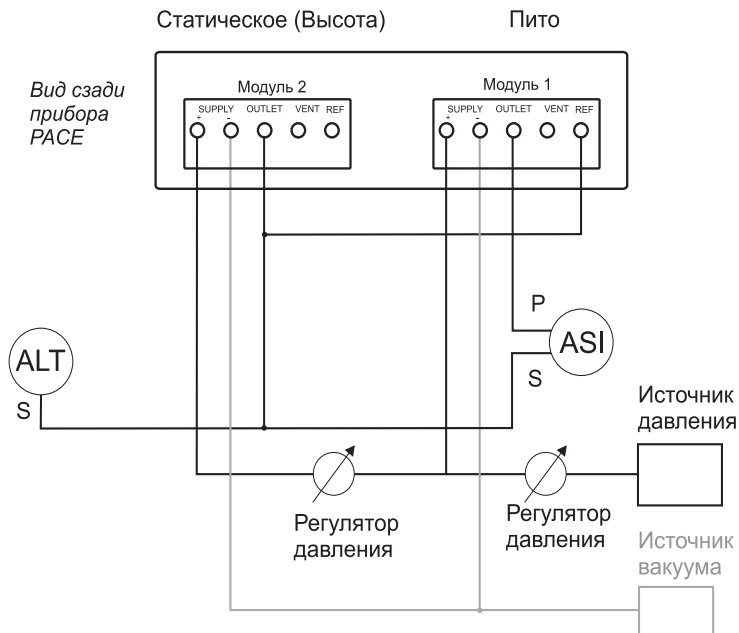 Статическое (Высота) Пито
Вид сзади
прибора
PACE
Модуль 2
SUPPLY OUTLET VENT REF
+ -
Модуль 1
SUPPLY OUTLET VENT REF
+ -
P
ASI
S
ALT
S
Источник
давления
Регулятор
давления
Регулятор
давления
Источник
вакуума